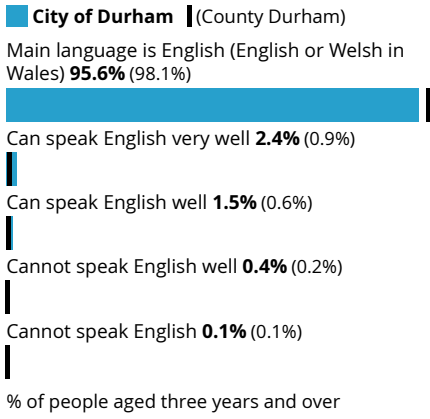 City of Durham (County Durham)
Main language is English (English or Welsh in
Wales) 95.6% (98.1%)
Can speak English very well 2.4% (0.9%)
Can speak English well 1.5% (0.6%)
Cannot speak English well 0.4% (0.2%)
Cannot speak English 0.1% (0.1%)
% of people aged three years and over